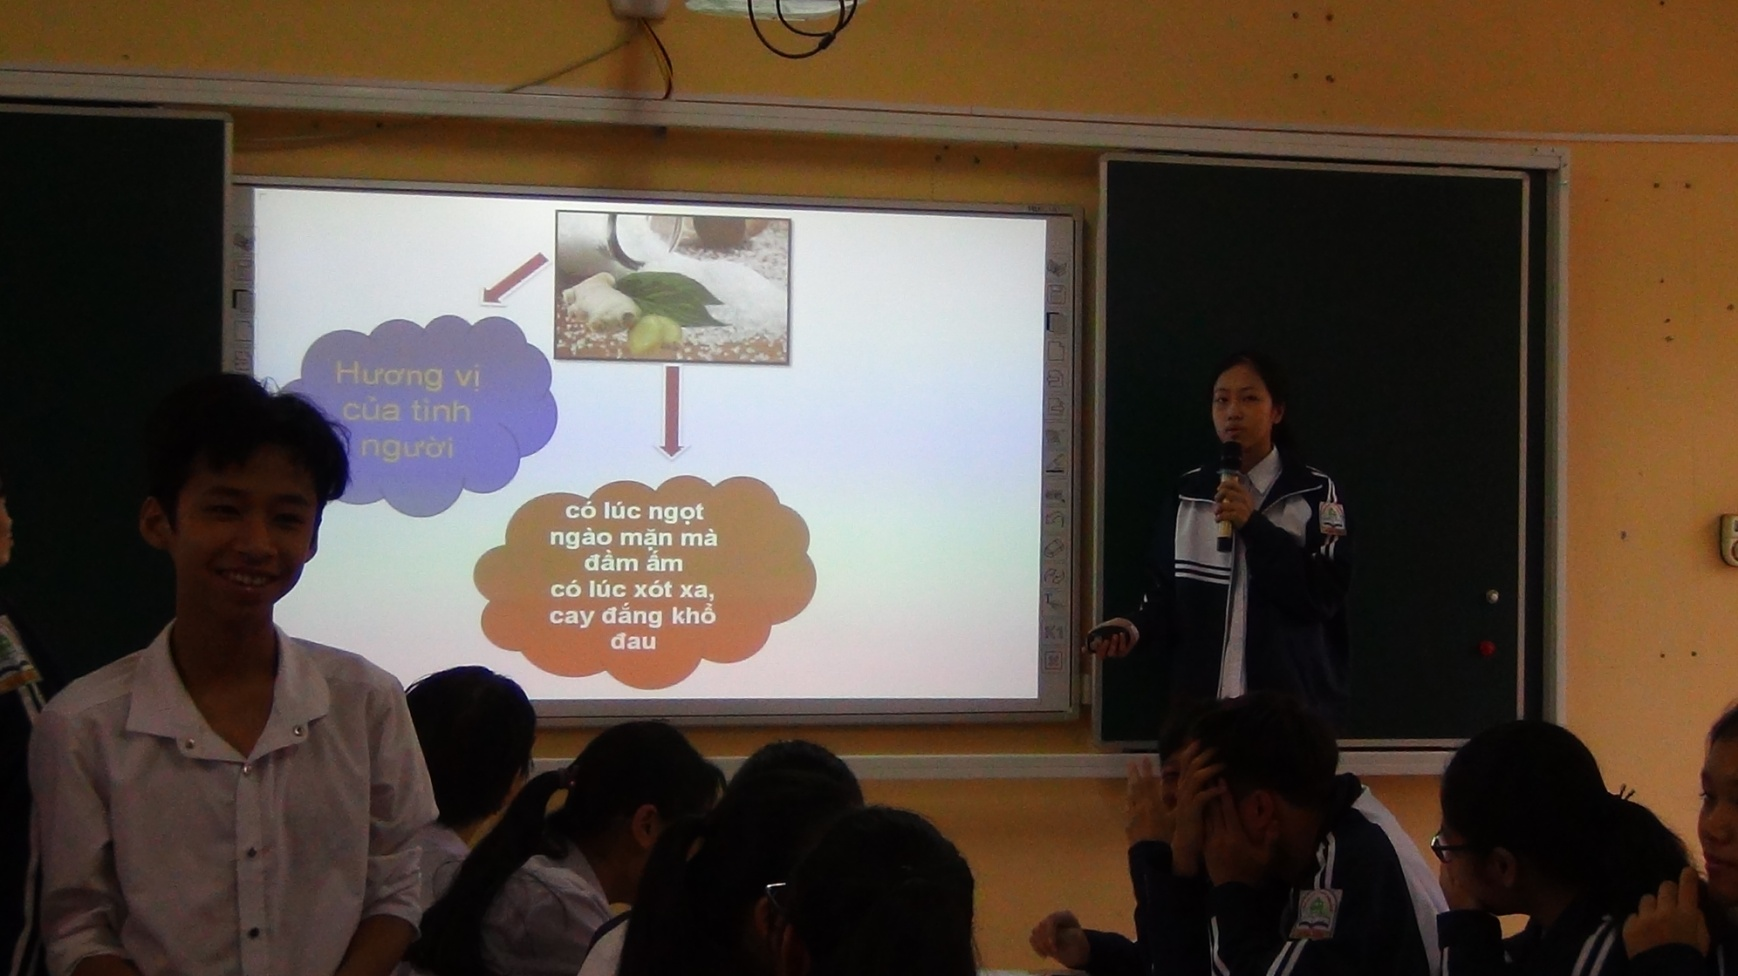 Hương vị
của tình
người
có lúc ngọt
ngào mặn mà
đầm ấm
có lúc xót xa,
cay đắng khổ
đau